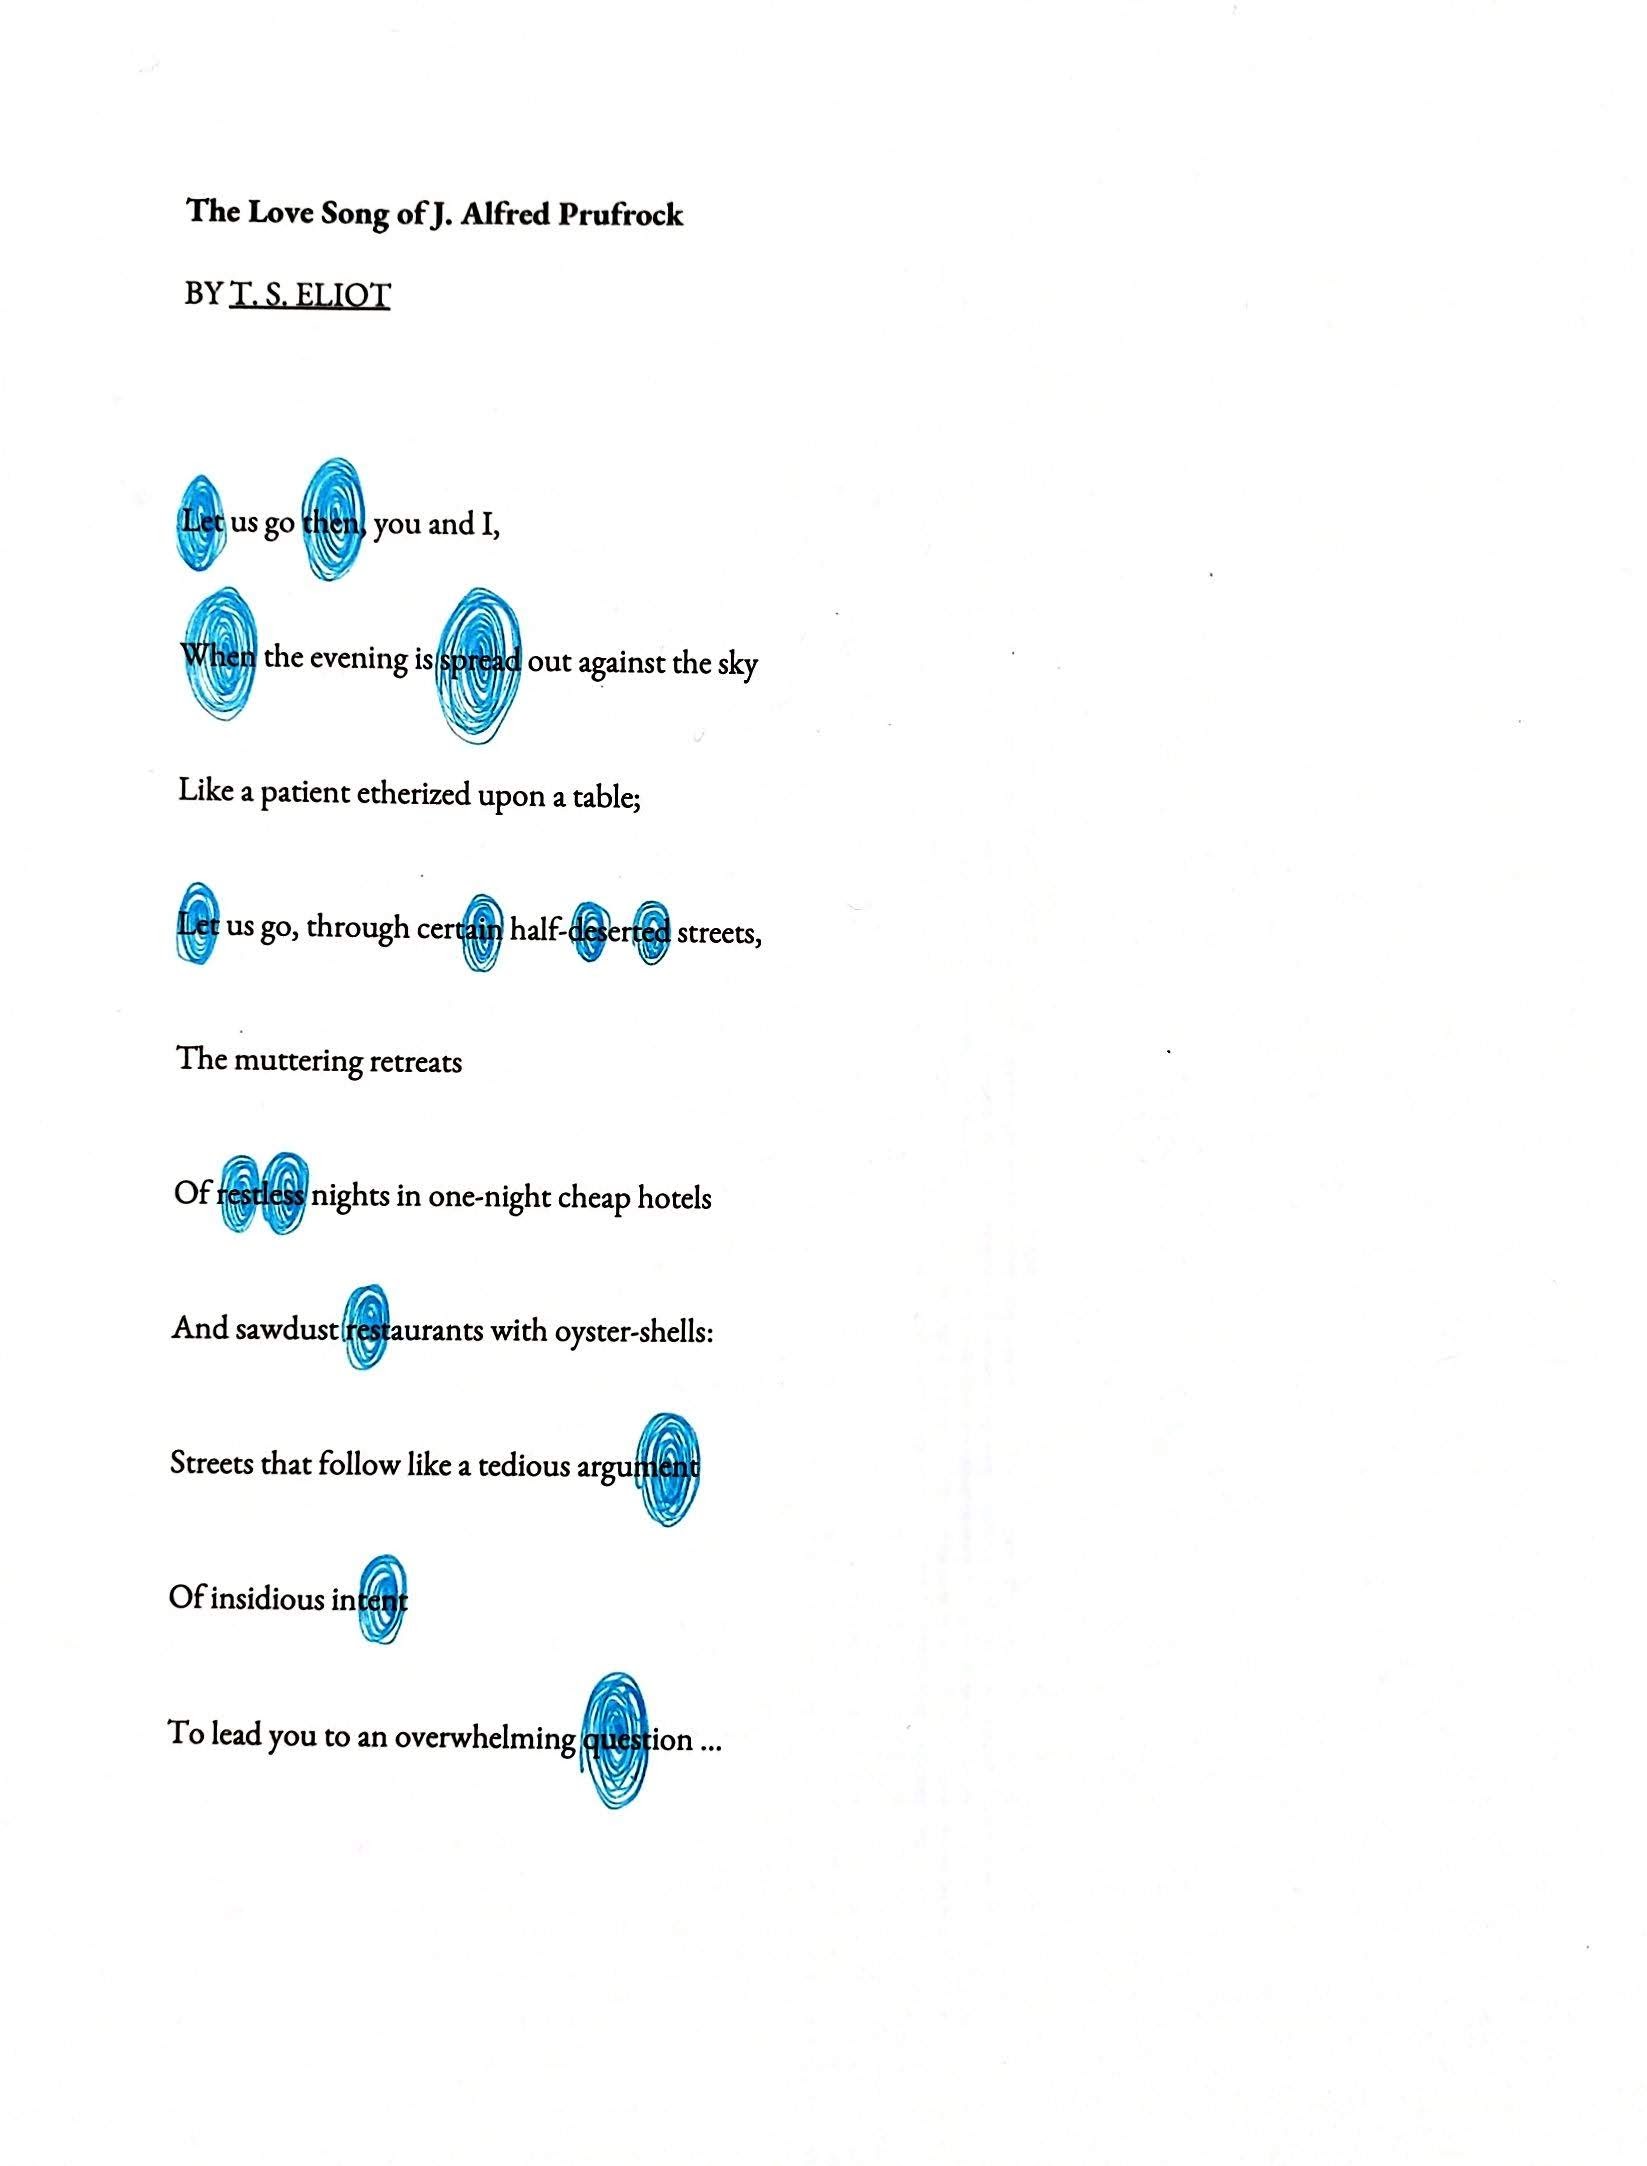 The Love Song of J. Alfred Prufrock
BY T. S. ELIOT
Let us go then, you and I,
When the evening is spread out against the sky
Like a patient etherized upon a table;
Let us go, through certain half-deserted streets,
The muttering retreats
Of restless nights in one-night cheap hotels
And sawdust restaurants with oyster-shells:
Streets that follow like a tedious argument
Of insidious intent
To lead you to an overwhelming question ...